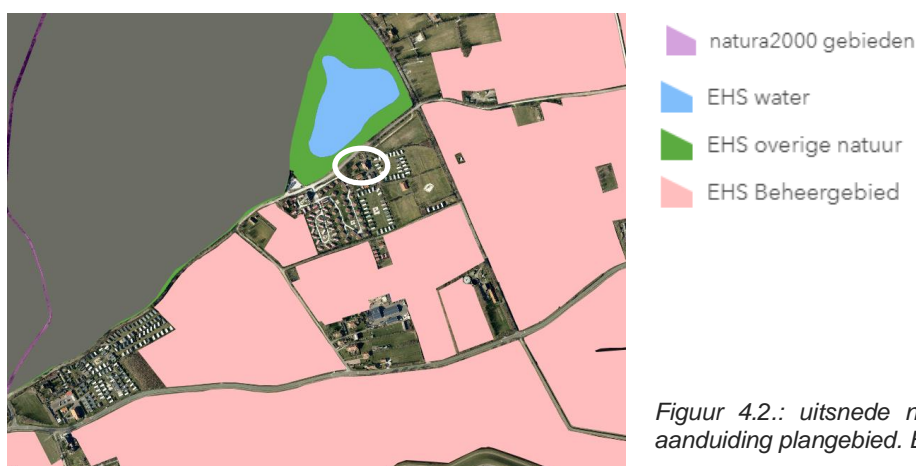 natura2000 gebieden
EHS water
EHS overige natuur
EHS Beheergebied
Figuur 4.2.: uitsnede
aanduiding plangebied.